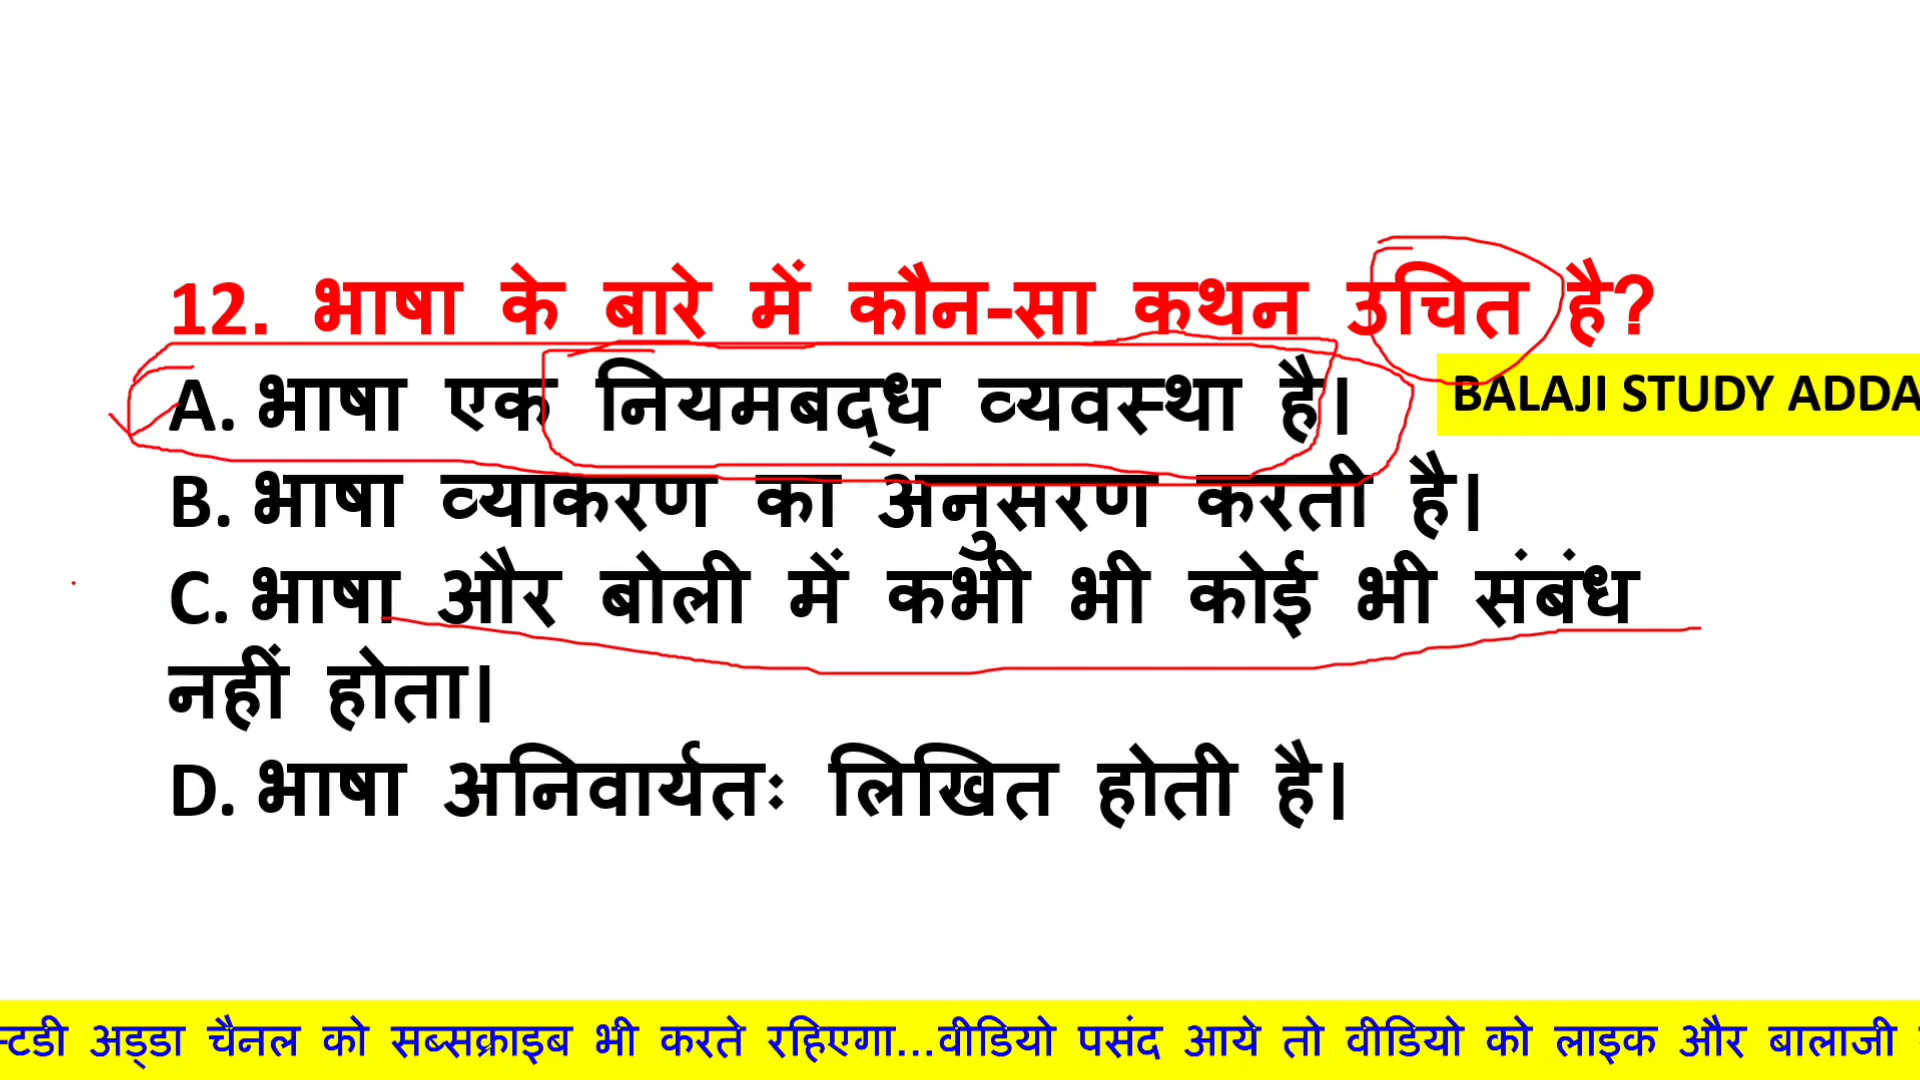 12. भाषा के बारे में कौन-सा कथन उचित है?
A. भाषा एक नियमबद्ध व्यवस्था है।
BALAJI STUDY ADDA
B. भाषा व्याकरण का अनुसरण करती है।
C. भाषा और बोली में कभी भी कोई भी संबंध
नहीं होता।
D. भाषा अनिवार्यतः लिखित होती है।
अड्डा चैनल को सब्सक्राइब भी करते रहिएगा...वीडियो पसंद आये तो वीडियो को लाइक और बालाजी